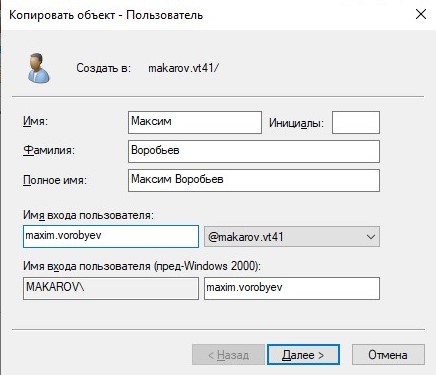 Копировать объект - Пользователь
Создать в: makarov.vt41/
Имя: Максим Инициалы:
Фамилия: Воробьев
Полное имя: Максим Воробьев
Имя входа пользователя:
maxim.vorobyev @makarov.vt41
Имя входа пользователя (пред-Windows 2000):
MAKAROV\ maxim.vorobyev
< Назад Далее > Отмена